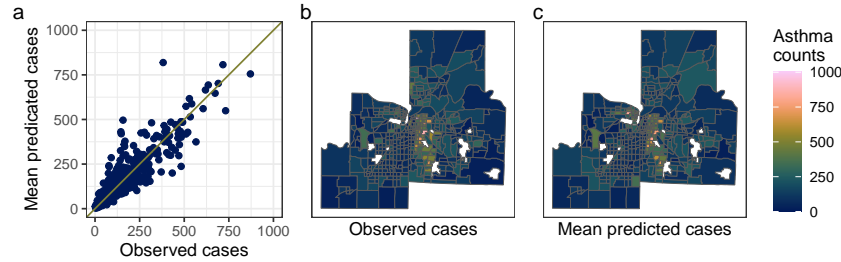 a
Mean predicated cases
1000
750
500
250
0
0 250 500 750 1000
Observed cases
b
Observed cases
c
Mean predicted cases
Asthma
counts
1000
750
500
250
0